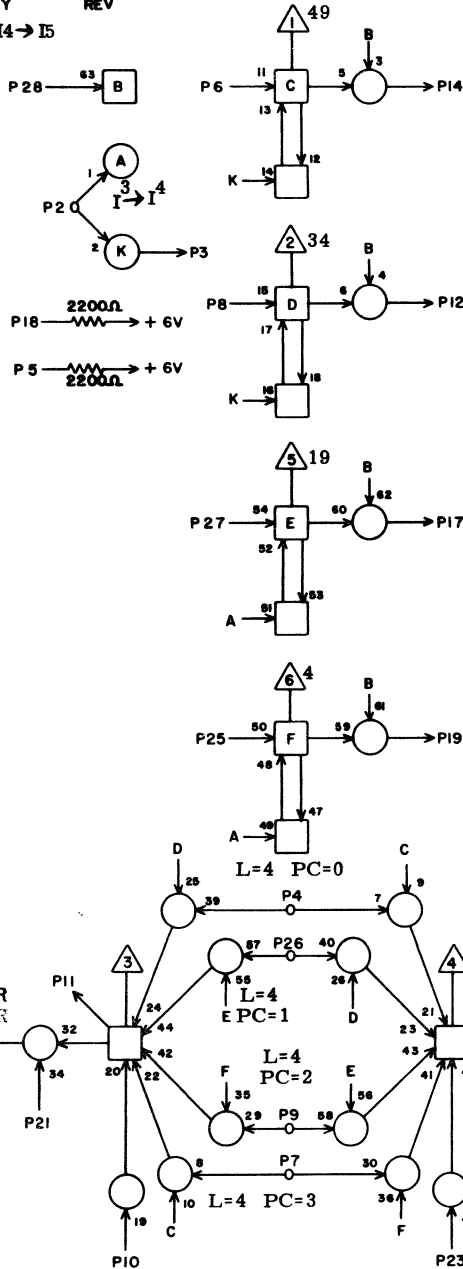 Y REV
I4→I5
P28 63 B
1 49
P6 11 C 5 B 3 P14
13 12
K 14
1 A
P20 I³→I⁴
2 K P3
2 34
P8 15 D 6 B 4 P12
17 18
K 16
P18 2200Ω + 6V
P5 2200Ω + 6V
5 19
P27 54 E 60 B 62 P17
52 53
A 51
6 4
P25 50 F 59 B 61 P19
48 47
A 49
L=4 PC=0
D 25 39 P4 7 C 9
3 P11 57 P26 40 4
55 E L=4 PC=1 26 D
24 44 21 23
R
32 42 43
34 20 22 41
P21
L=4 PC=2
F 35 E 56
29 P9 58
8 P7 30
10 C L=4 PC=3 36 F
19 P10
P23